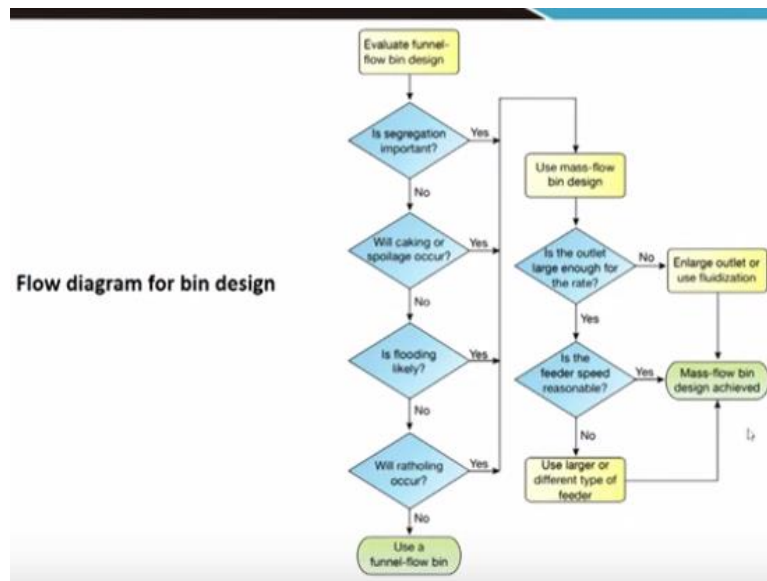 Evaluate funnel-
flow bin design
Is segregation
important?
Yes
No
Will caking or
spoilage occur?
Yes
No
Is flooding
likely?
Yes
No
Will ratholing
occur?
Yes
No
Use a
funnel-flow bin
Use mass-flow
bin design
Is the outlet
large enough for
the rate?
No
Enlarge outlet or
use fluidization
Yes
Is the
feeder speed
reasonable?
Yes
Mass-flow bin
design achieved
No
Use larger or
different type of
feeder
Flow diagram for bin design